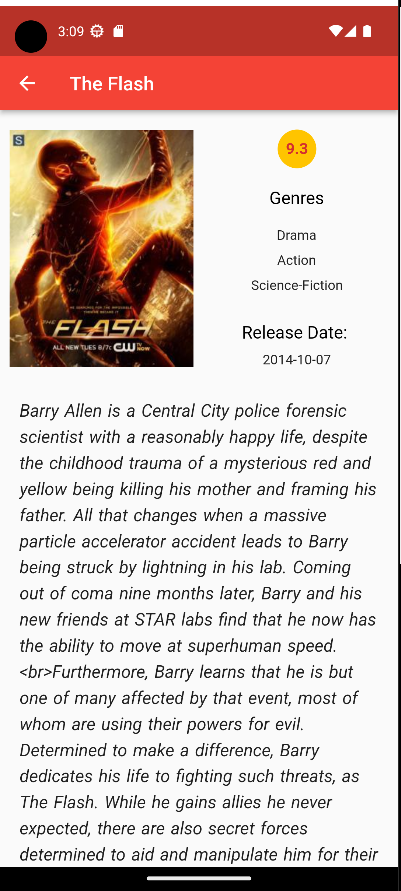 3:09
The Flash
S
9.3
Genres
Drama
Action
Science-Fiction
Release Date:
2014-10-07
THE FLASH
ALL NEW TUES 8/7c CW TV NOW
Barry Allen is a Central City police forensic
scientist with a reasonably happy life, despite
the childhood trauma of a mysterious red and
yellow being killing his mother and framing his
father. All that changes when a massive
particle accelerator accident leads to Barry
being struck by lightning in his lab. Coming
out of coma nine months later, Barry and his
new friends at STAR labs find that he now has
the ability to move at superhuman speed.
<br>Furthermore, Barry learns that he is but
one of many affected by that event, most of
whom are using their powers for evil.
Determined to make a difference, Barry
dedicates his life to fighting such threats, as
The Flash. While he gains allies he never
expected, there are also secret forces
determined to aid and manipulate him for their